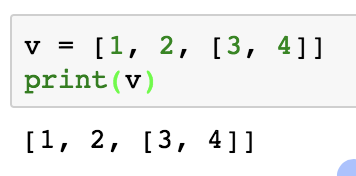 v = [1, 2, [3, 4]]
print(v)
[1, 2, [3, 4]]